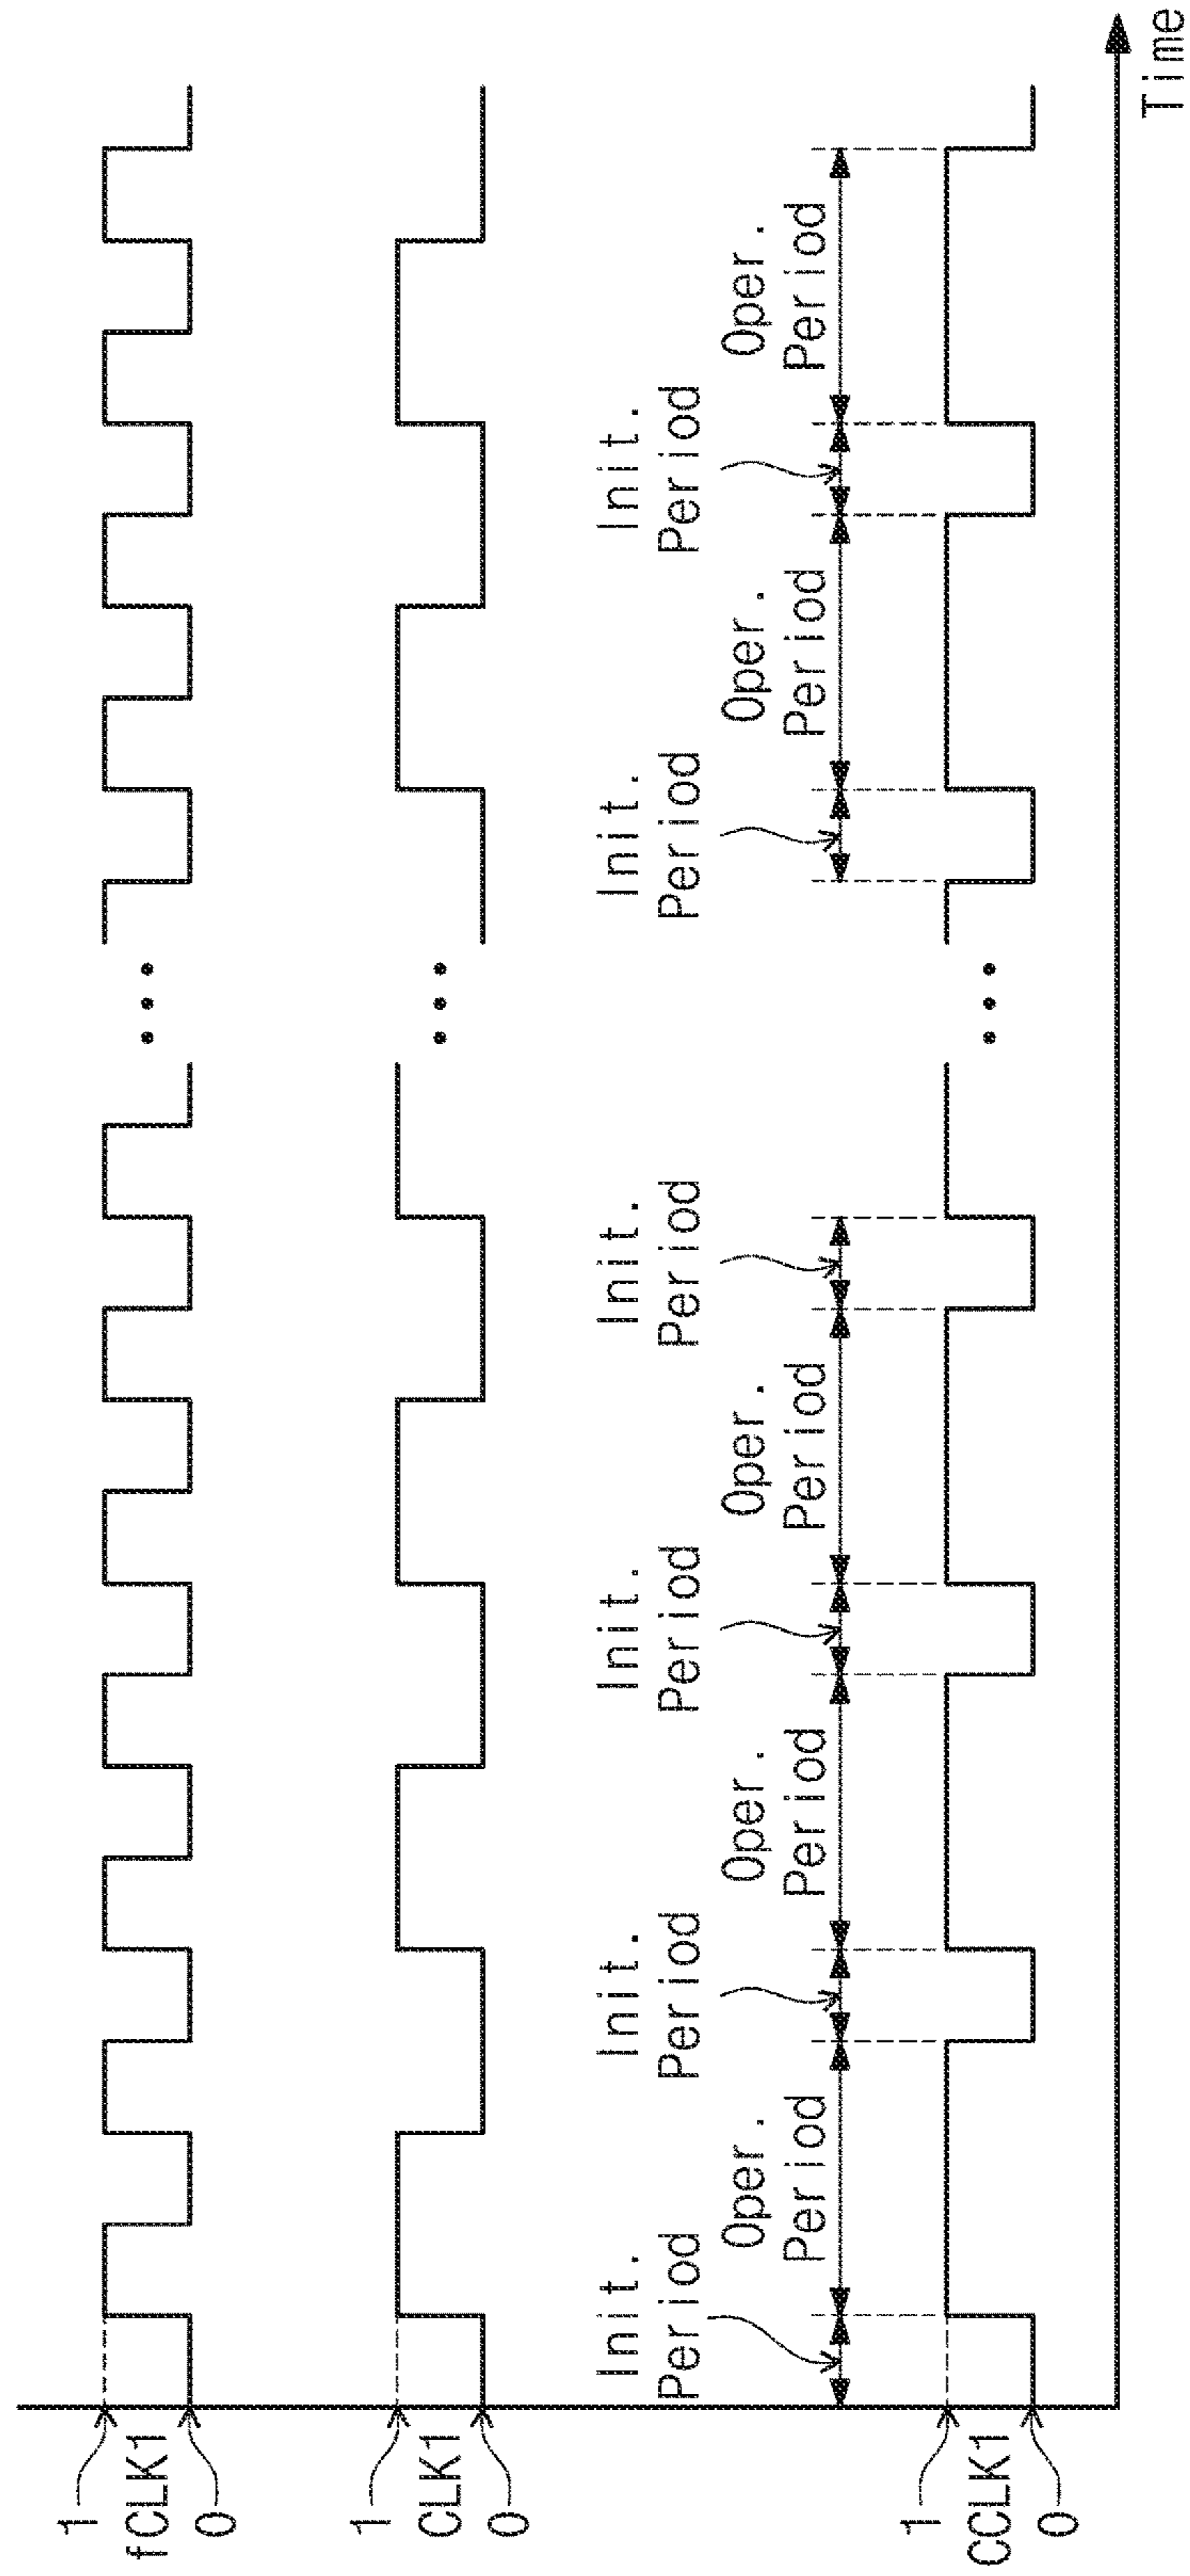 1
fCLK1
0
1
CLK1
0
Init.
Period
Init.
Period
Init.
Period
Init.
Period
Init.
Period
Init.
Period
Oper.
Period
Oper.
Period
Oper.
Period
Oper.
Period
Oper.
Period
1
CCLK1
0
Time